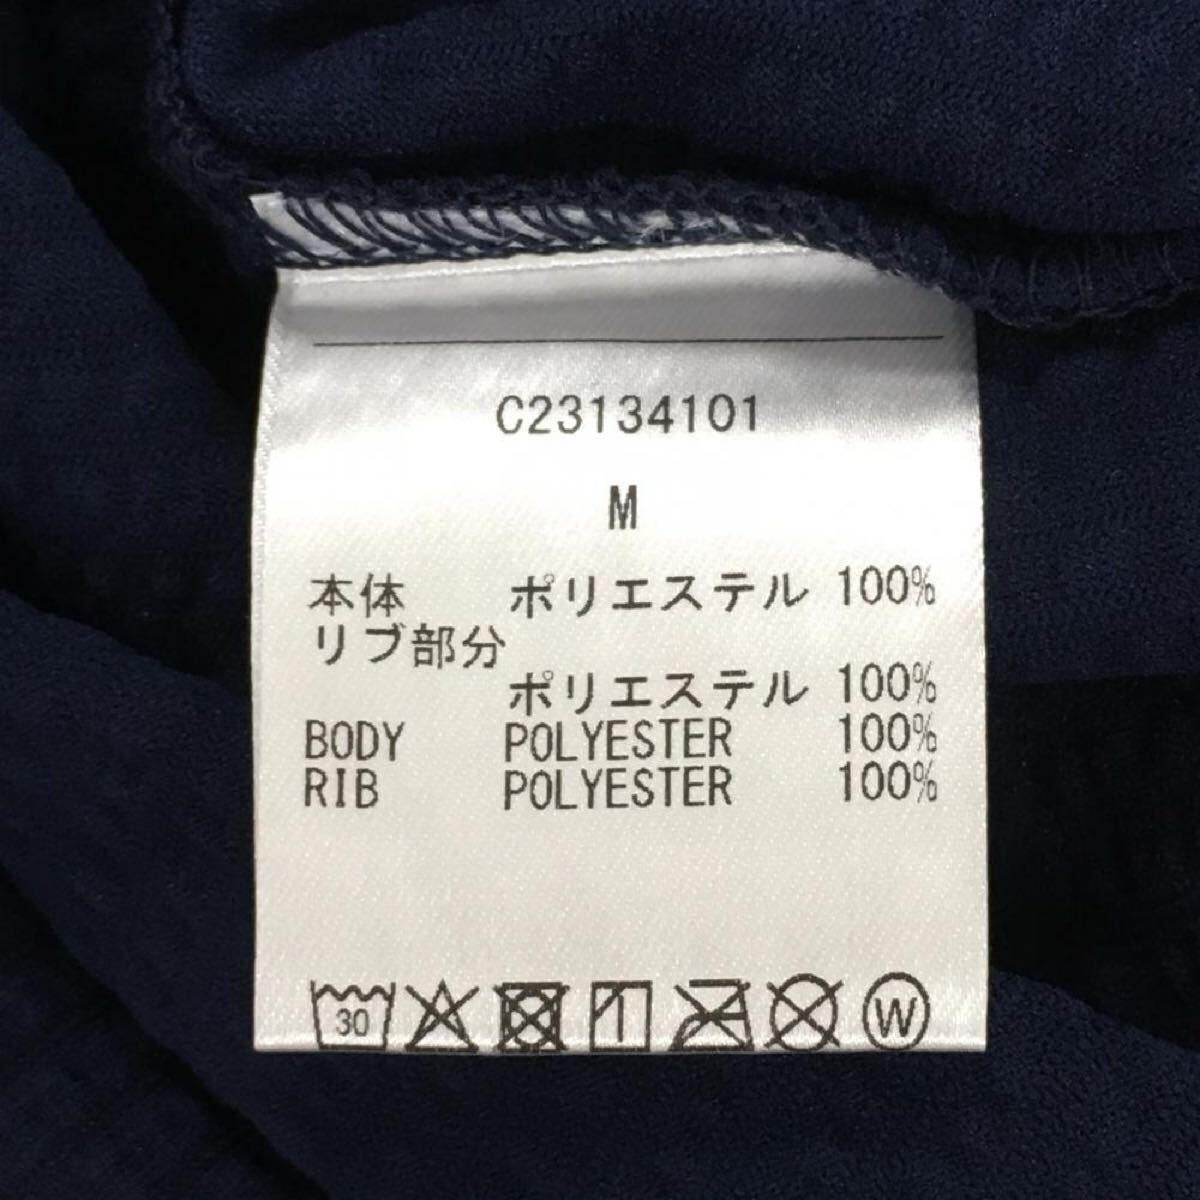 C23134101
M
本体 ポリエステル 100%
リブ部分
ポリエステル 100%
BODY POLYESTER 100%
RIB POLYESTER 100%
30 W